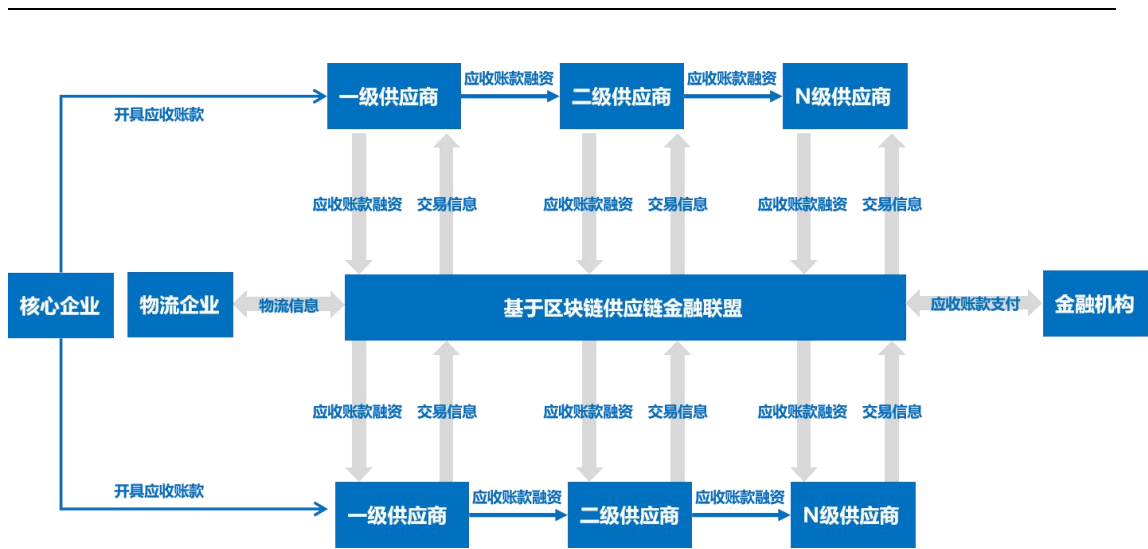 应收账款融资
应收账款融资
一级供应商
二级供应商
N级供应商
开具应收账款
应收账款融资
交易信息
应收账款融资
交易信息
应收账款融资
交易信息
核心企业
物流企业
物流信息
基于区块链供应链金融联盟
应收账款支付
金融机构
应收账款融资
交易信息
应收账款融资
交易信息
应收账款融资
交易信息
开具应收账款
应收账款融资
应收账款融资
一级供应商
二级供应商
N级供应商